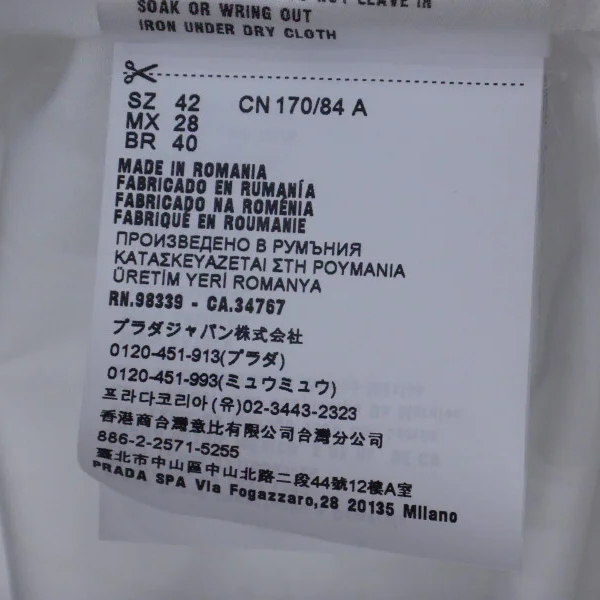 NOT LEAVE IN
SOAK OR WRING OUT
IRON UNDER DRY CLOTH
SZ 42 CN 170/84 A
MX 28
BR 40
MADE IN ROMANIA
FABRICADO EN RUMANÍA
FABRICADO NA ROMÉNIA
FABRIQUÉ EN ROUMANIE
ПРОИЗВЕДЕНО В РУМЪНИЯ
ΚΑΤΑΣΚΕΥΑΖΕΤΑΙ ΣΤΗ ΡΟΥΜΑΝΙΑ
ÜRETİM YERİ ROMANYA
RN.98339 - CA.34767
プラダジャパン株式会社
0120-451-913(プラダ)
0120-451-993(ミュウミュウ)
프라다코리아(유)02-3443-2323
香港商台灣意比有限公司台灣分公司
886-2-2571-5255
臺北市中山區中山北路二段44號12樓A室
PRADA SPA Via Fogazzaro,28 20135 Milano